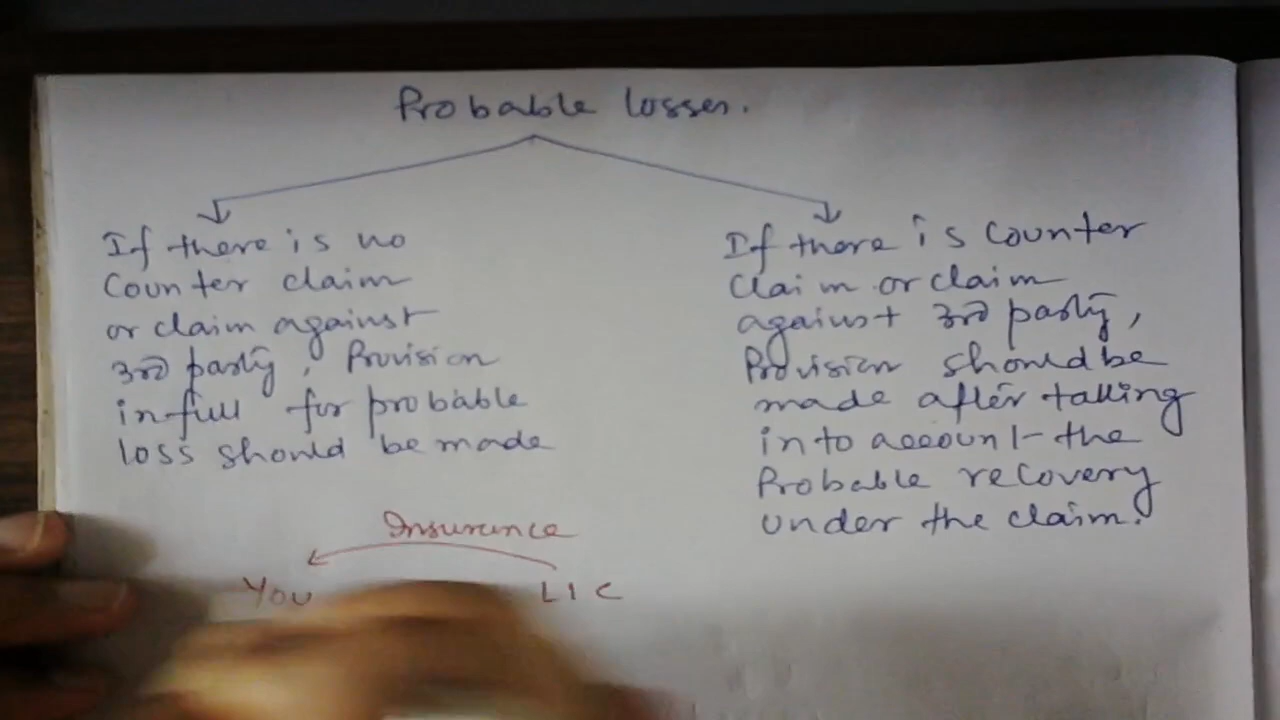 Probable losses.
If there is no
counter claim
or claim against
3rd party, Provision
in full for probable
loss should be made
If there is counter
claim or claim
against 3rd party,
Provision should be
made after taking
into account the
Probable recovery
under the claim.
Insurance
You LIC